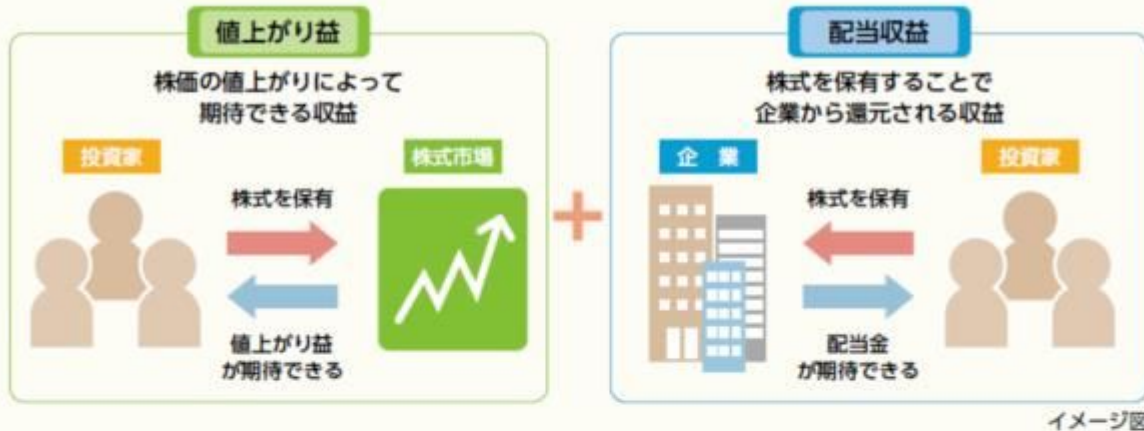 値上がり益
株価の値上がりによって
期待できる収益
投資家
株式市場
株式を保有
値上がり益
が期待できる
+
配当収益
株式を保有することで
企業から還元される収益
企 業
投資家
株式を保有
配当金
が期待できる
イメージ図